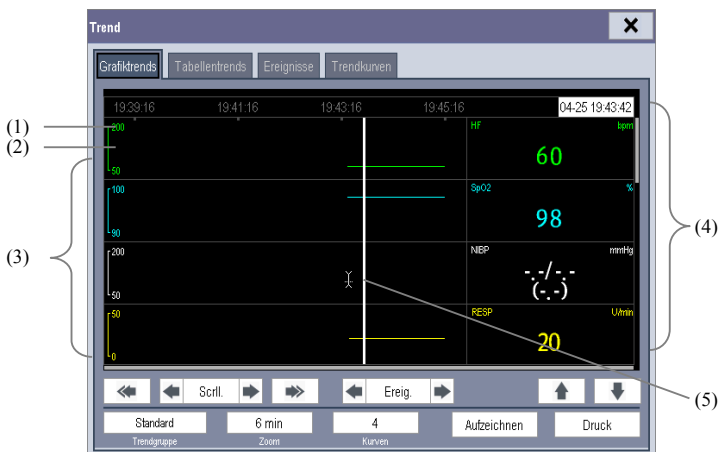 Trend
Grafiktrends Tabellentrends Ereignisse Trendkurven
19:39:16 19:41:16 19:43:16 19:45:16 04-25 19:43:42
(1)
200 HF bpm
(2)
60
50
100 SpO2 %
98
90
(3)
(4)
200 NIBP mmHg
-.-/-.-
(-.-)
50
50 RESP U/min
20
0
Scrll. Ereig.
(5)
Standard 6 min 4 Aufzeichnen Druck
Trendgruppe Zoom Kurven